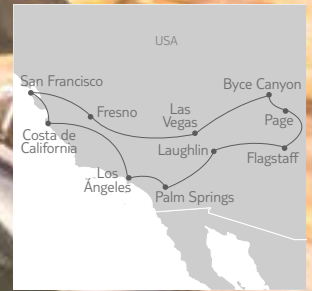 USA
San Francisco
Byce Canyon
Fresno
Las
Vegas
Page
Costa de
California
Laughlin
Flagstaff
Los
Ángeles
Palm Springs